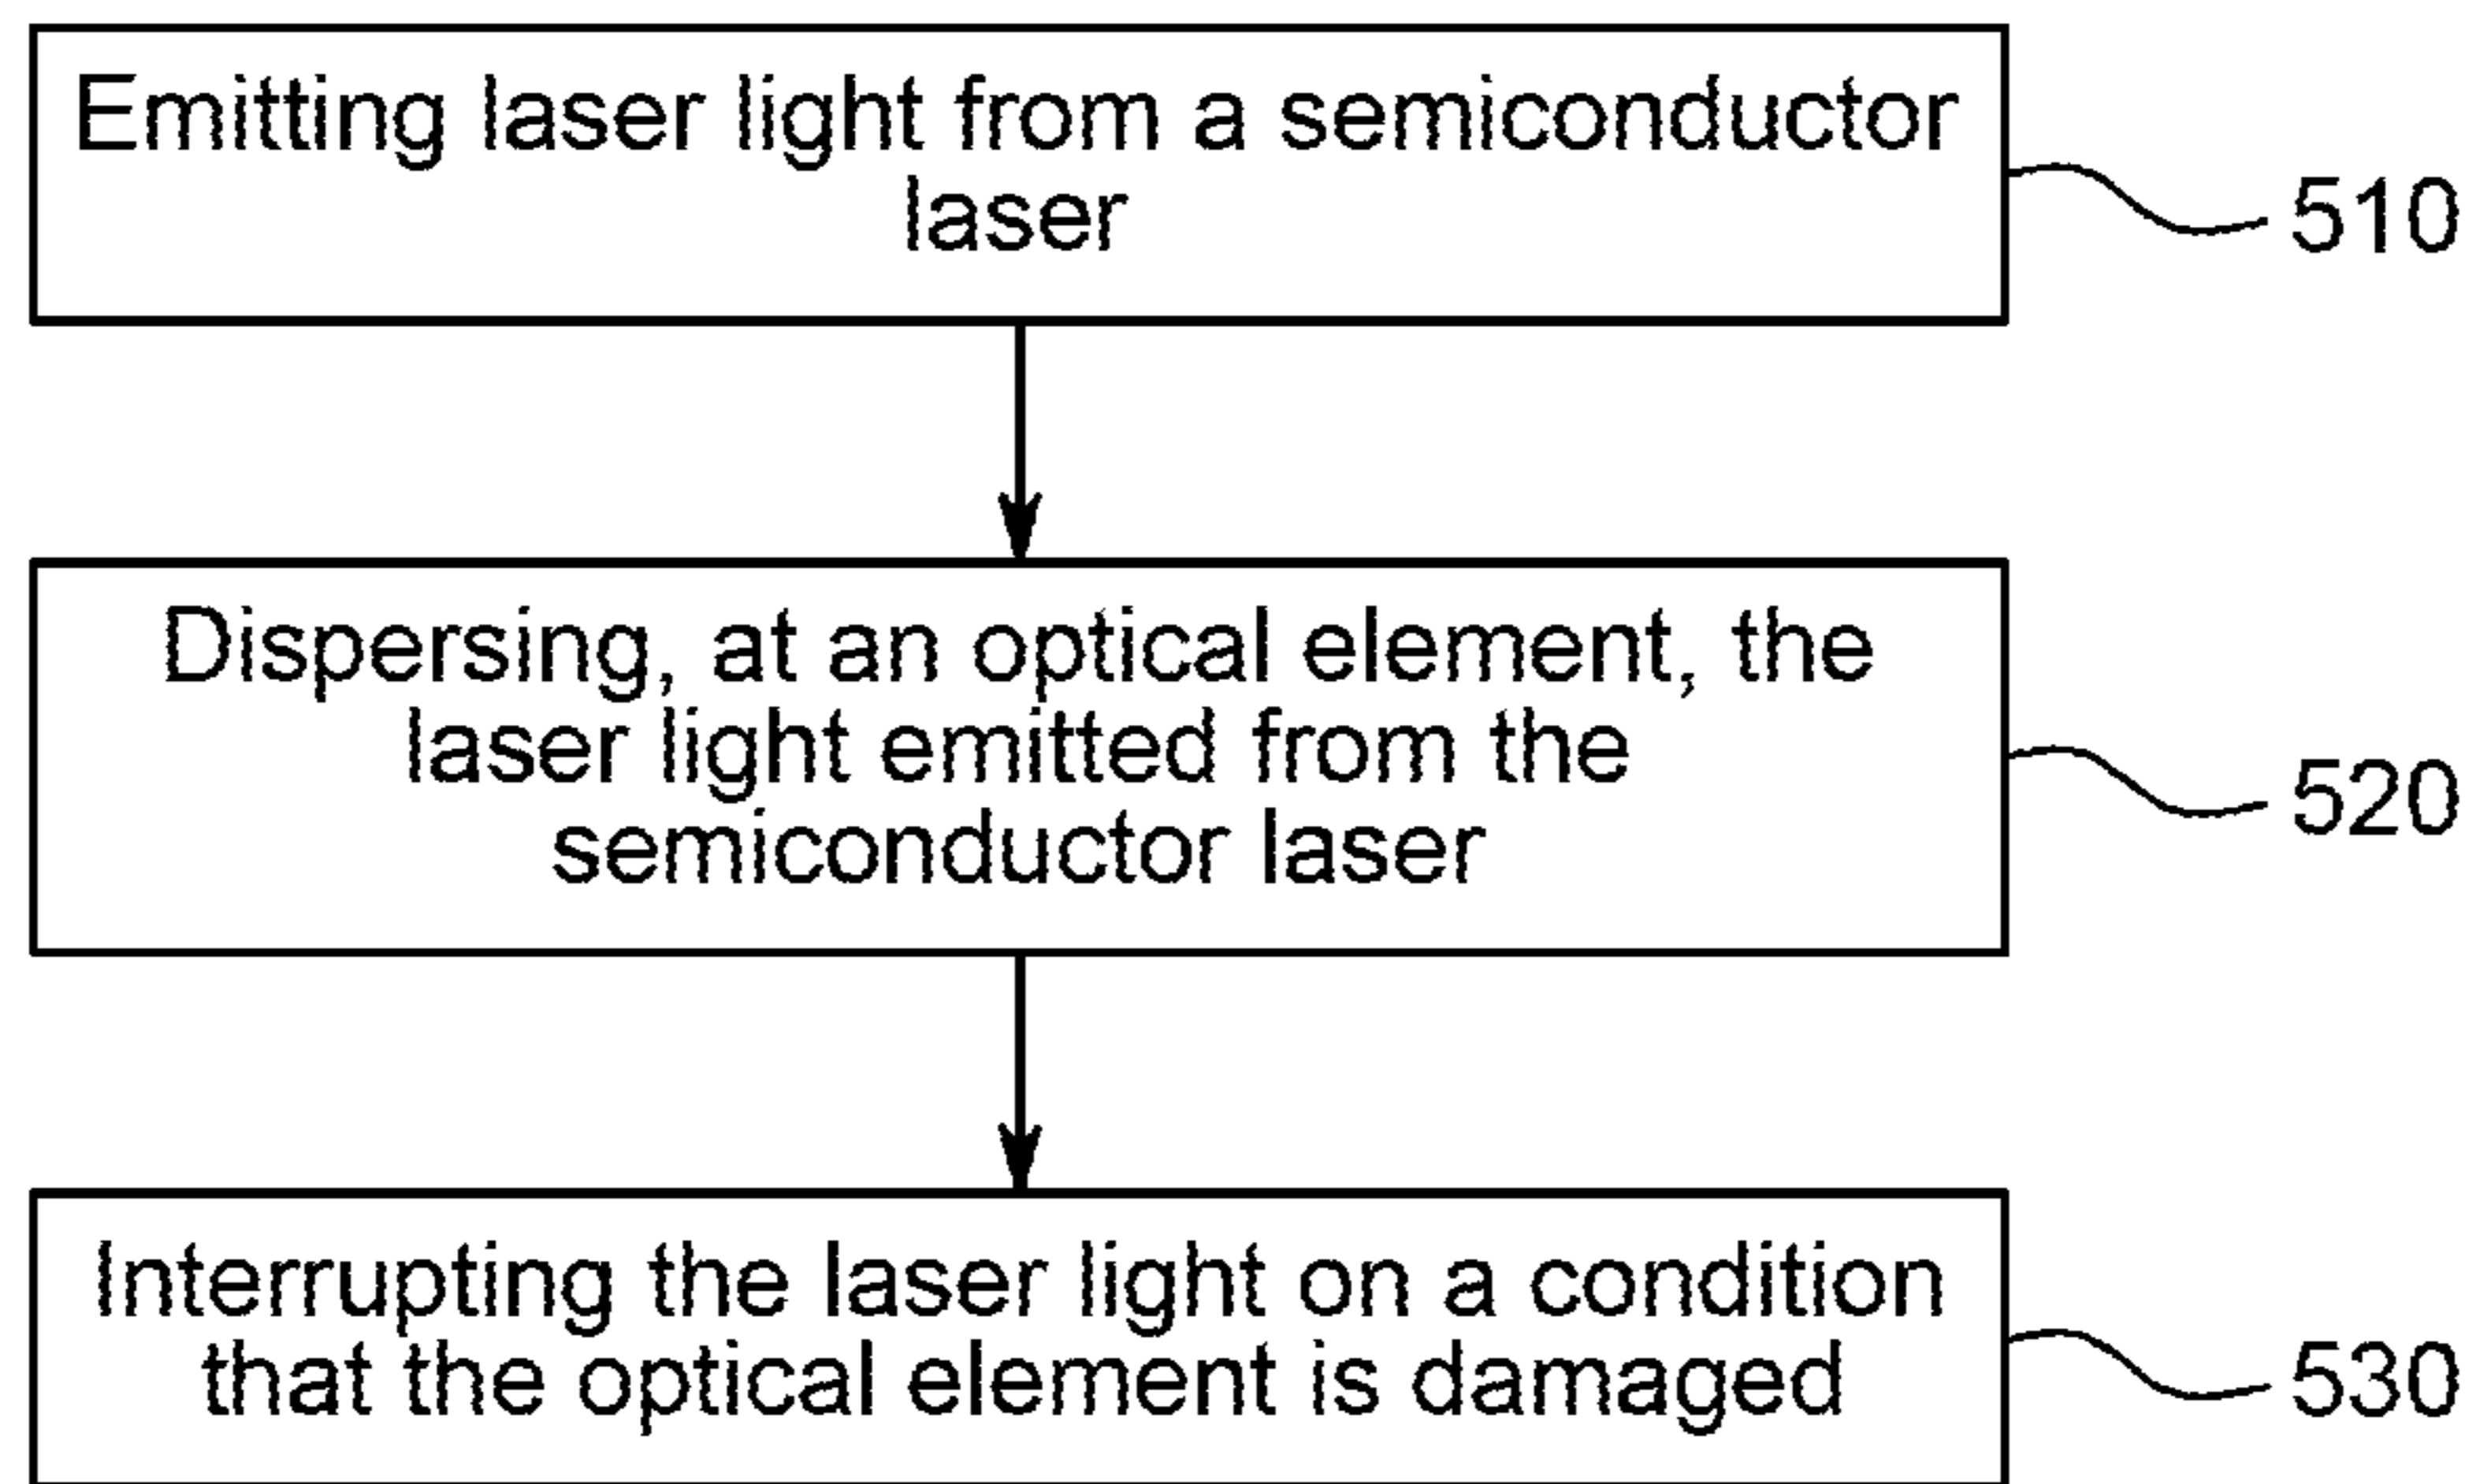 Emitting laser light from a semiconductor
laser
510
Dispersing, at an optical element, the
laser light emitted from the
semiconductor laser
520
Interrupting the laser light on a condition
that the optical element is damaged
530